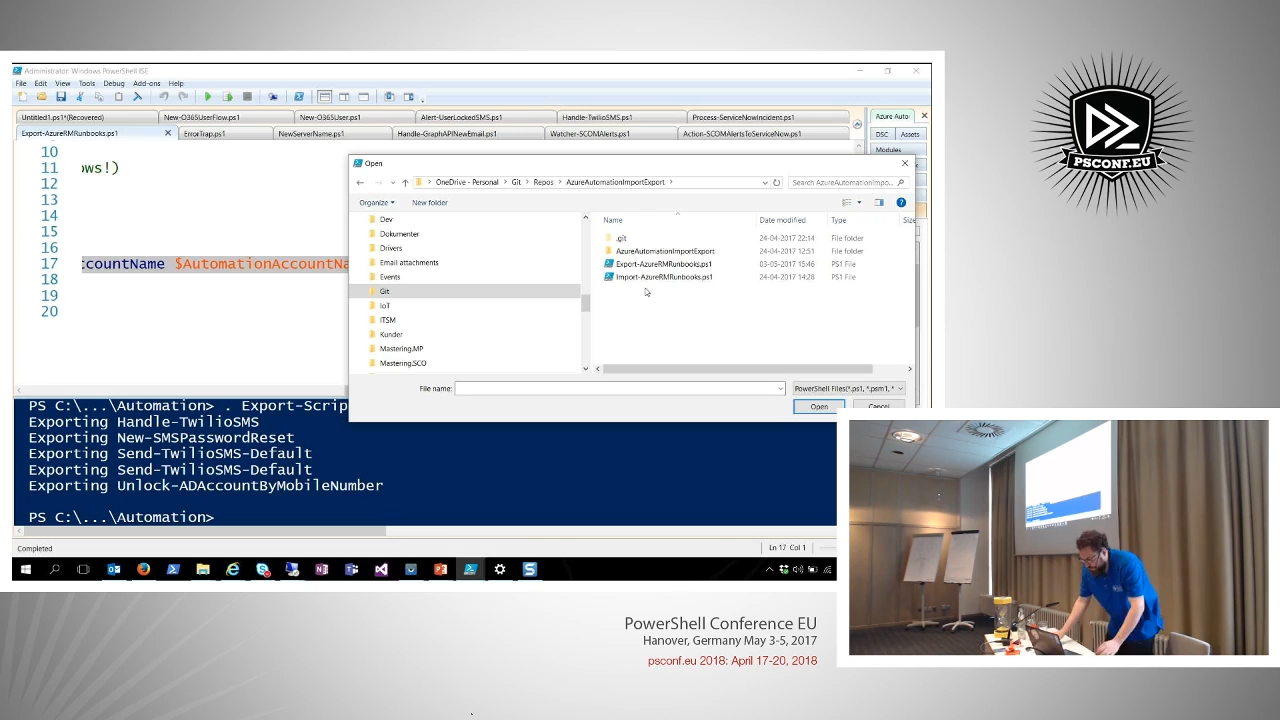 Administrator: Windows PowerShell ISE
File Edit View Tools Debug Add-ons Help
Untitled1.ps1*(Recovered) New-O365UserFlow.ps1 New-O365User.ps1 Alert-UserLockedSMS.ps1 Handle-TwilioSMS.ps1 Process-ServiceNowIncident.ps1
Azure Auto
Export-AzureRMRunbooks.ps1 ErrorTrap.ps1 NewServerName.ps1 Handle-GraphAPINewEmail.ps1 Watcher-SCOMAlerts.ps1 Action-SCOMAlertsToServiceNow.ps1
DSC Assets
Modules
10
11 ows!)
12
13
14
15
16
17 ccountName $AutomationAccountNa
18
19
20
Open
OneDrive - Personal Git Repos AzureAutomationImportExport
Search AzureAutomationImpo...
Organize New folder
Dev
Dokumenter
Drivers
Email attachments
Events
Git
IoT
ITSM
Kunder
Mastering.MP
Mastering.SCO
Name Date modified Type Size
.git 24-04-2017 22:14 File folder
AzureAutomationImportExport 24-04-2017 12:51 File folder
Export-AzureRMRunbooks.ps1 03-05-2017 15:46 PS1 File
Import-AzureRMRunbooks.ps1 24-04-2017 14:28 PS1 File
File name: PowerShell Files(*.ps1, *.psm1, *
Open Cancel
PS C:\...\Automation> . Export-Scrip
Exporting Handle-TwilioSMS
Exporting New-SMSPasswordReset
Exporting Send-TwilioSMS-Default
Exporting Send-TwilioSMS-Default
Exporting Unlock-ADAccountByMobileNumber
PS C:\...\Automation>
Completed Ln 17 Col 1
PSCONF.EU
PowerShell Conference EU
Hanover, Germany May 3-5, 2017
psconf.eu 2018: April 17-20, 2018